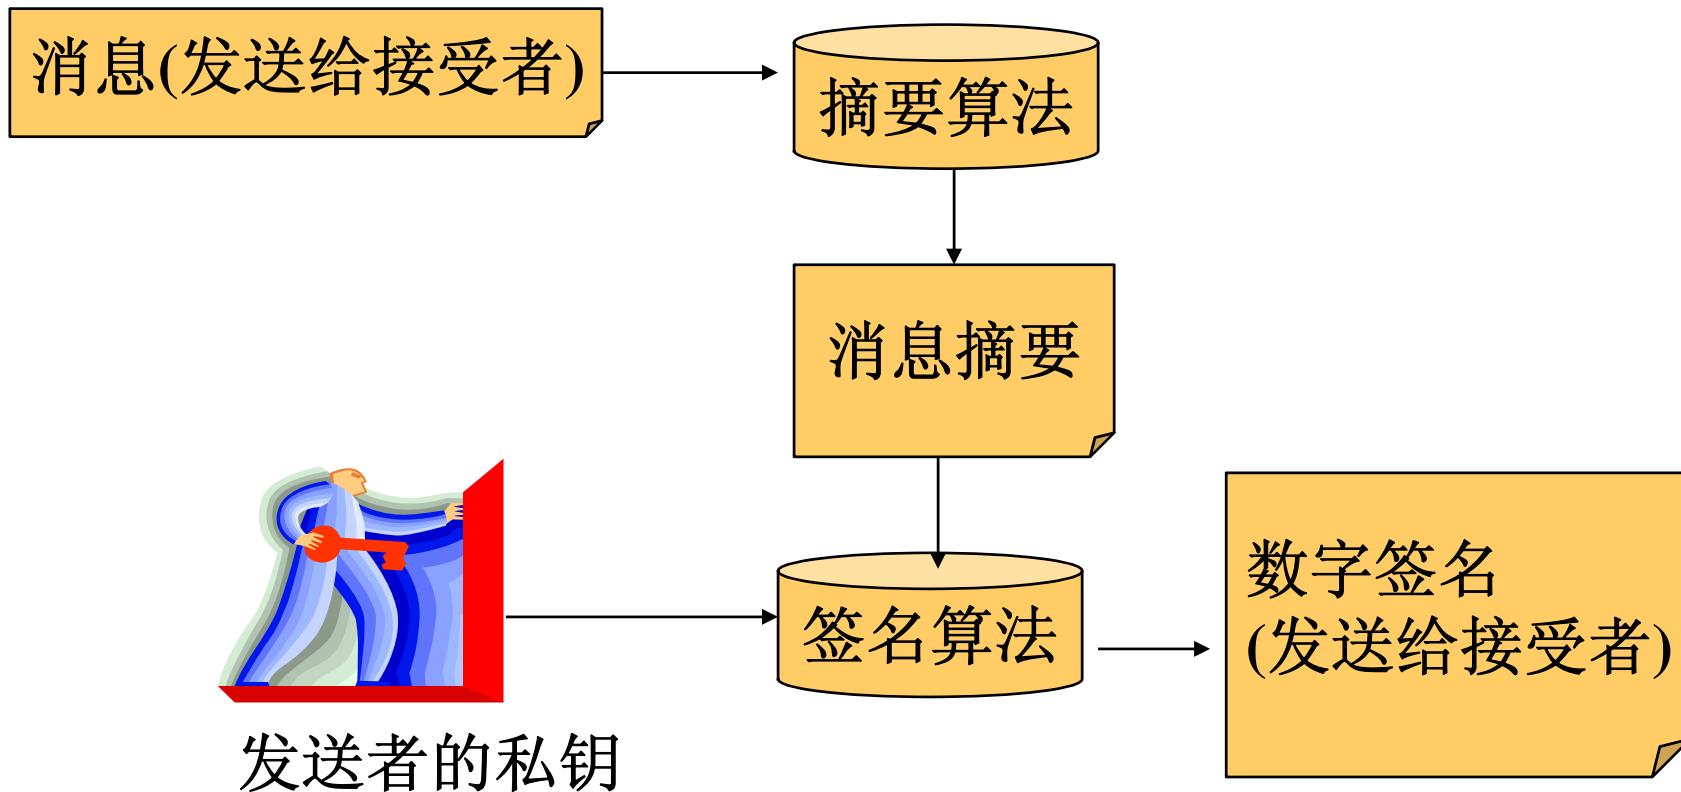 消息(发送给接受者)
摘要算法
消息摘要
签名算法
数字签名
(发送给接受者)
发送者的私钥